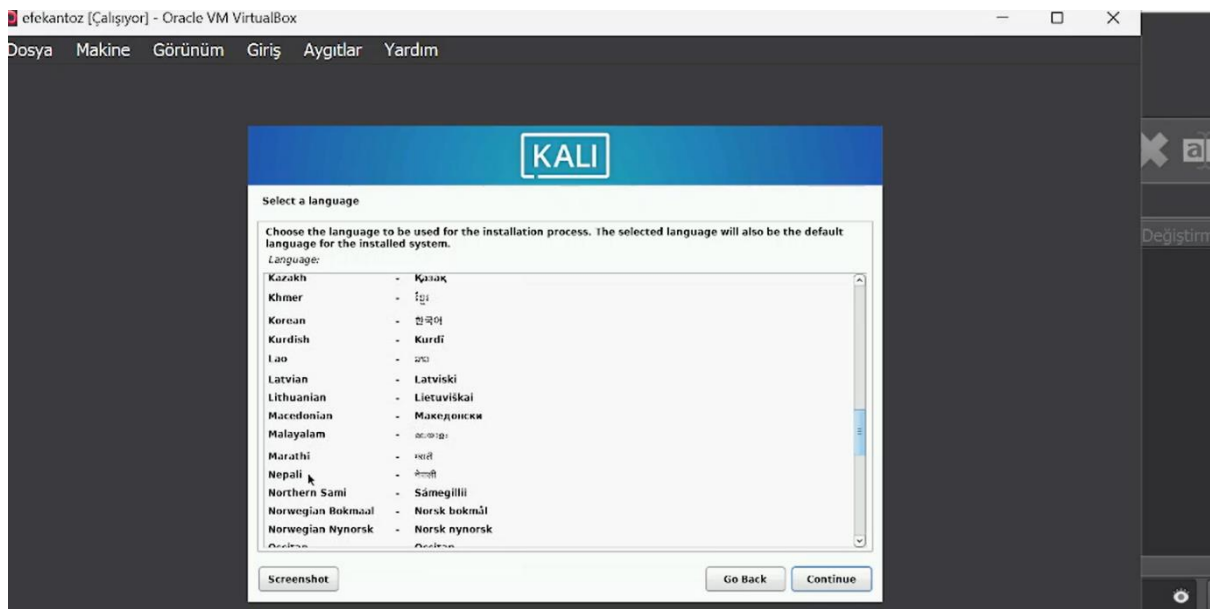 efekantoz [Çalışıyor] - Oracle VM VirtualBox
Dosya Makine Görünüm Giriş Aygıtlar Yardım
KALI
Select a language
Choose the language to be used for the installation process. The selected language will also be the default
language for the installed system.
Language:
Kazakh - Қазақ
Khmer -
Korean - 한국어
Kurdish - Kurdî
Lao -
Latvian - Latviski
Lithuanian - Lietuviškai
Macedonian - Македонски
Malayalam -
Marathi - मराठी
Nepali - नेपाली
Northern Sami - Sámegillii
Norwegian Bokmaal - Norsk bokmål
Norwegian Nynorsk - Norsk nynorsk
Occitan - Occitan
Screenshot Go Back Continue